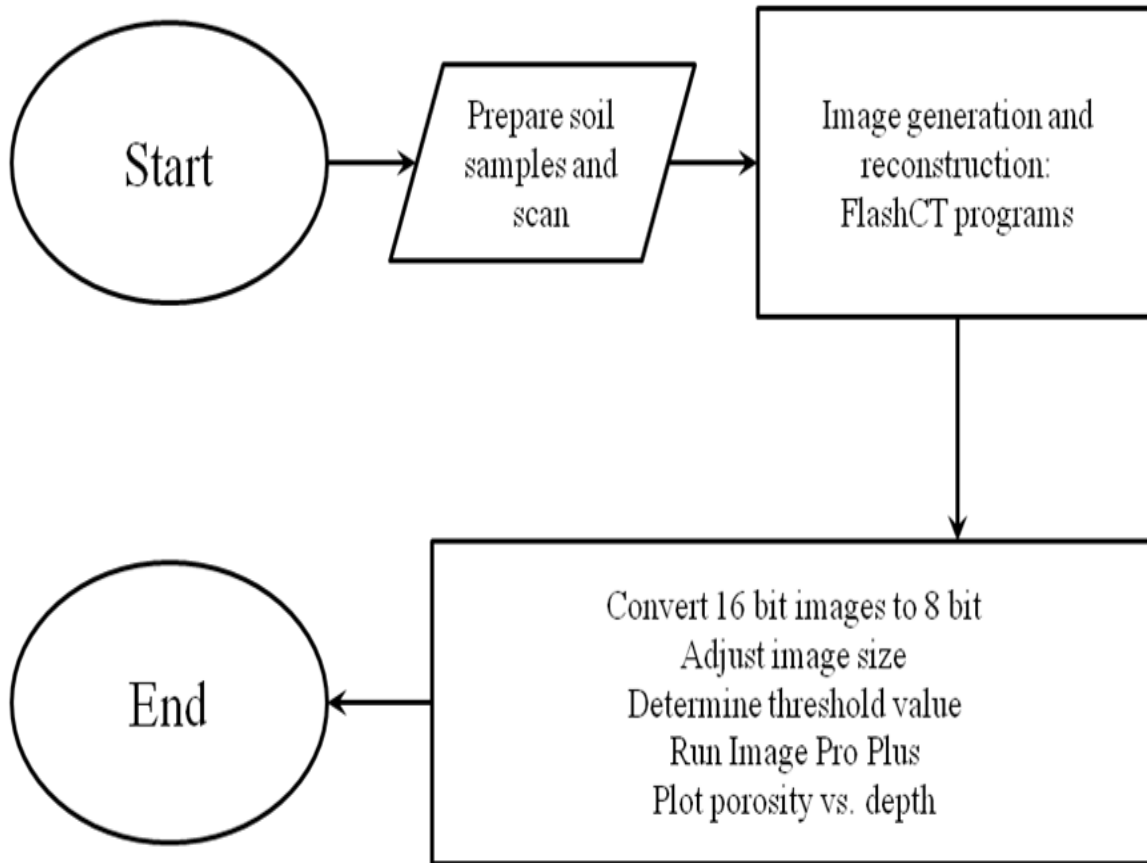 Start
Prepare soil
samples and
scan
Image generation and
reconstruction:
FlashCT programs
Convert 16 bit images to 8 bit
Adjust image size
Determine threshold value
Run Image Pro Plus
Plot porosity vs. depth
End